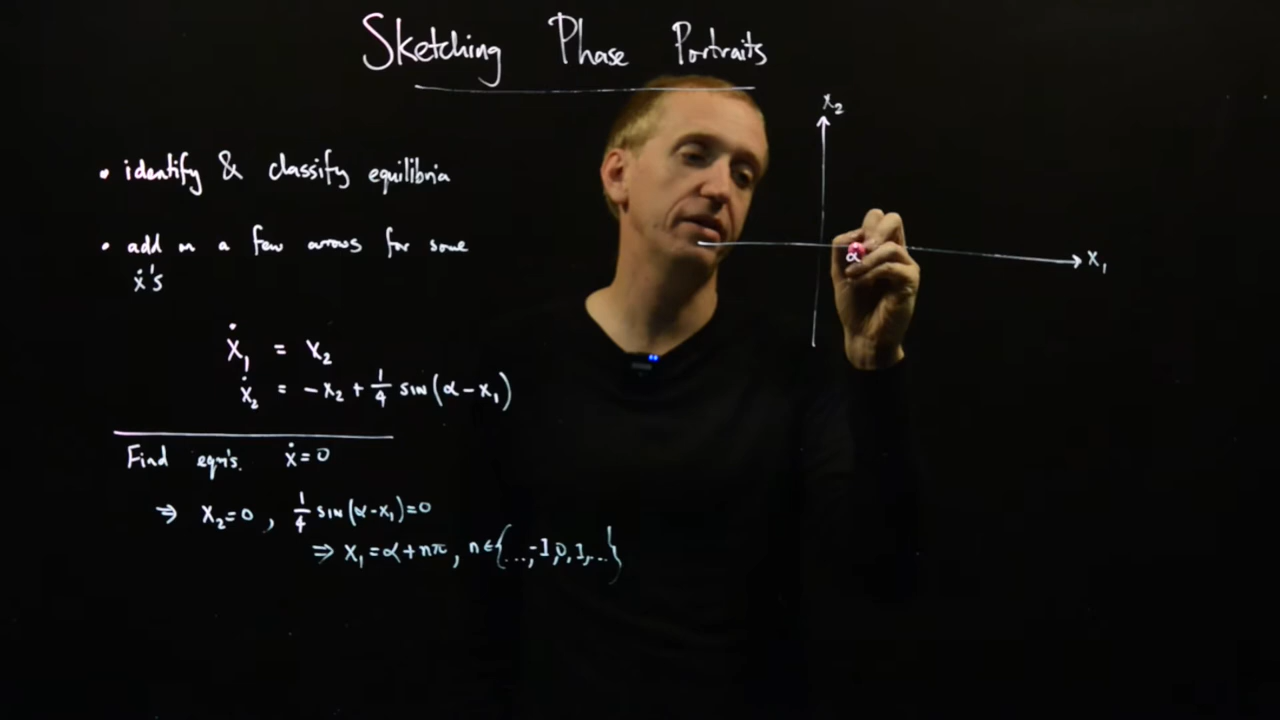 Sketching Phase Portraits
• identify & classify equilibria
• add in a few arrows for some
ẋ's
ẋ₁ = x₂
ẋ₂ = -x₂ + 1/4 sin(α - x₁)
Find eqm's. ẋ = 0
⇒ x₂ = 0, 1/4 sin(α - x₁) = 0
⇒ x₁ = α + nπ, n ∈ {..., -1, 0, 1, ...}
x₂
x₁
α